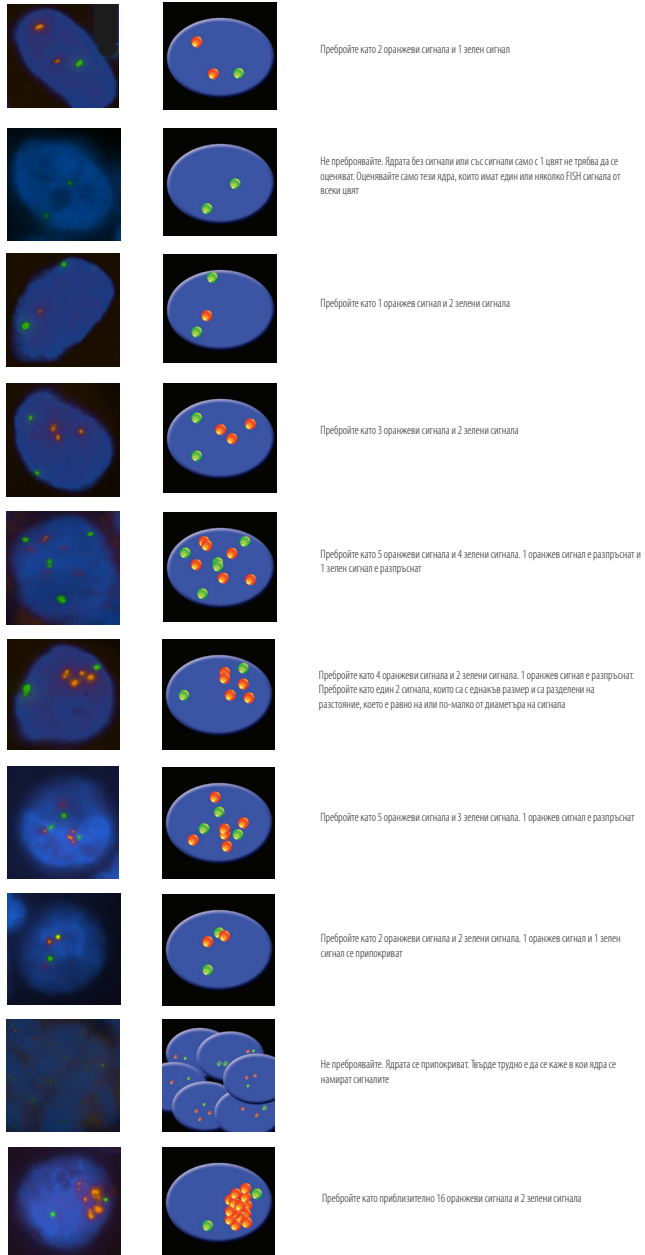 Пребройте като 2 оранжеви сигнала и 1 зелен сигнал
Не преброявайте. Ядрата без сигнали или със сигнали само с 1 цвят не трябва да се
оценяват. Оценявайте само тези ядра, които имат един или няколко FISH сигнала от
всеки цвят
Пребройте като 1 оранжев сигнал и 2 зелени сигнала
Пребройте като 3 оранжеви сигнала и 2 зелени сигнала
Пребройте като 5 оранжеви сигнала и 4 зелени сигнала. 1 оранжев сигнал е разпръснат и
1 зелен сигнал е разпръснат
Пребройте като 4 оранжеви сигнала и 2 зелени сигнала. 1 оранжев сигнал е разпръснат.
Пребройте като един 2 сигнала, които са с еднакъв размер и са разделени на
разстояние, което е равно на или по-малко от диаметъра на сигнала
Пребройте като 5 оранжеви сигнала и 3 зелени сигнала. 1 оранжев сигнал е разпръснат
Пребройте като 2 оранжеви сигнала и 2 зелени сигнала. 1 оранжев сигнал и 1 зелен
сигнал се припокриват
Не преброявайте. Ядрата се припокриват. Твърде трудно е да се каже в кои ядра се
намират сигналите
Пребройте като приблизително 16 оранжеви сигнала и 2 зелени сигнала